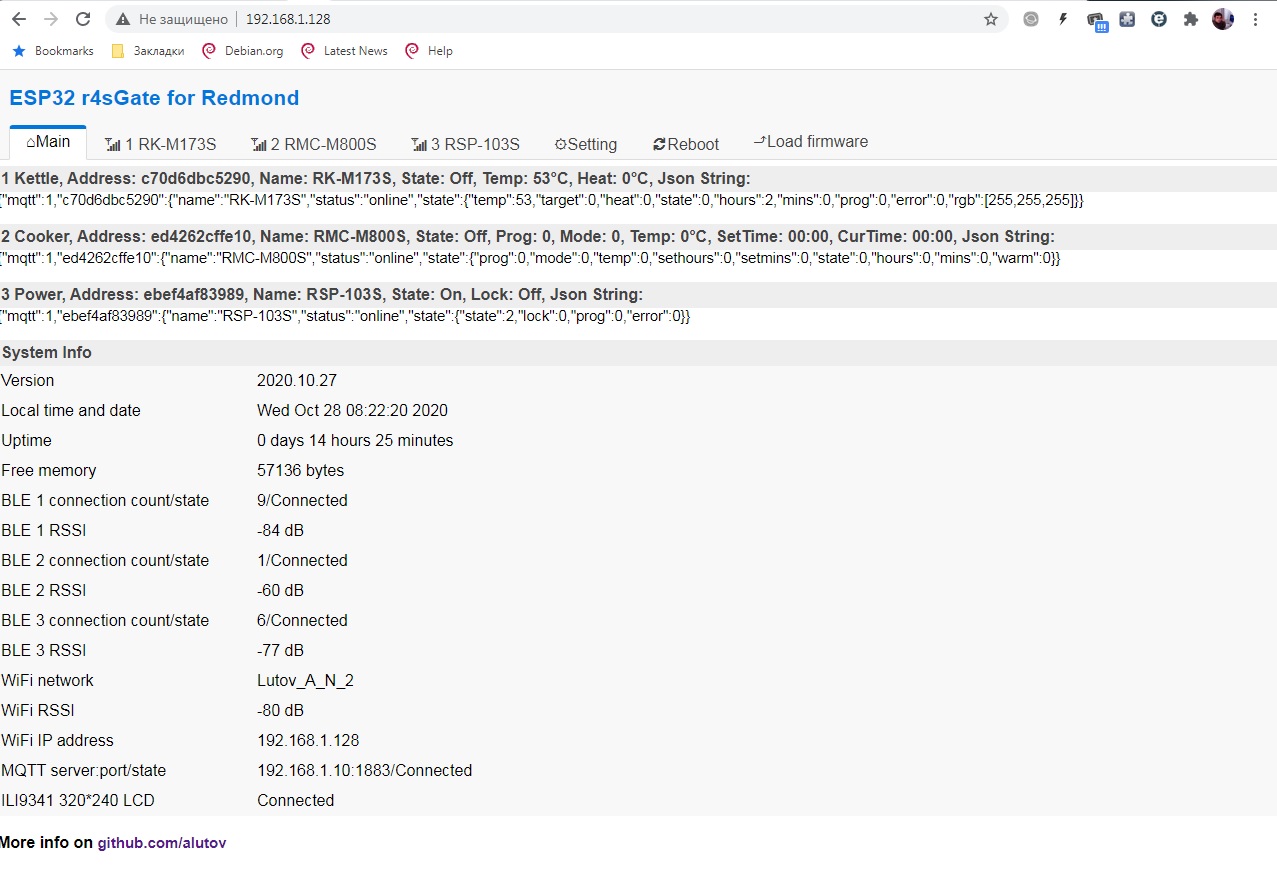 Не защищено 192.168.1.128
Bookmarks Закладки Debian.org Latest News Help
ESP32 r4sGate for Redmond
Main 1 RK-M173S 2 RMC-M800S 3 RSP-103S Setting Reboot Load firmware
1 Kettle, Address: c70d6dbc5290, Name: RK-M173S, State: Off, Temp: 53°C, Heat: 0°C, Json String:
{"mqtt":1,"c70d6dbc5290":{"name":"RK-M173S","status":"online","state":{"temp":53,"target":0,"heat":0,"state":0,"hours":2,"mins":0,"prog":0,"error":0,"rgb":[255,255,255]}}
2 Cooker, Address: ed4262cffe10, Name: RMC-M800S, State: Off, Prog: 0, Mode: 0, Temp: 0°C, SetTime: 00:00, CurTime: 00:00, Json String:
{"mqtt":1,"ed4262cffe10":{"name":"RMC-M800S","status":"online","state":{"prog":0,"mode":0,"temp":0,"sethours":0,"setmins":0,"state":0,"hours":0,"mins":0,"warm":0}}
3 Power, Address: ebef4af83989, Name: RSP-103S, State: On, Lock: Off, Json String:
{"mqtt":1,"ebef4af83989":{"name":"RSP-103S","status":"online","state":{"state":2,"lock":0,"prog":0,"error":0}}
System Info
Version 2020.10.27
Local time and date Wed Oct 28 08:22:20 2020
Uptime 0 days 14 hours 25 minutes
Free memory 57136 bytes
BLE 1 connection count/state 9/Connected
BLE 1 RSSI -84 dB
BLE 2 connection count/state 1/Connected
BLE 2 RSSI -60 dB
BLE 3 connection count/state 6/Connected
BLE 3 RSSI -77 dB
WiFi network Lutov_A_N_2
WiFi RSSI -80 dB
WiFi IP address 192.168.1.128
MQTT server:port/state 192.168.1.10:1883/Connected
ILI9341 320*240 LCD Connected
More info on github.com/alutov